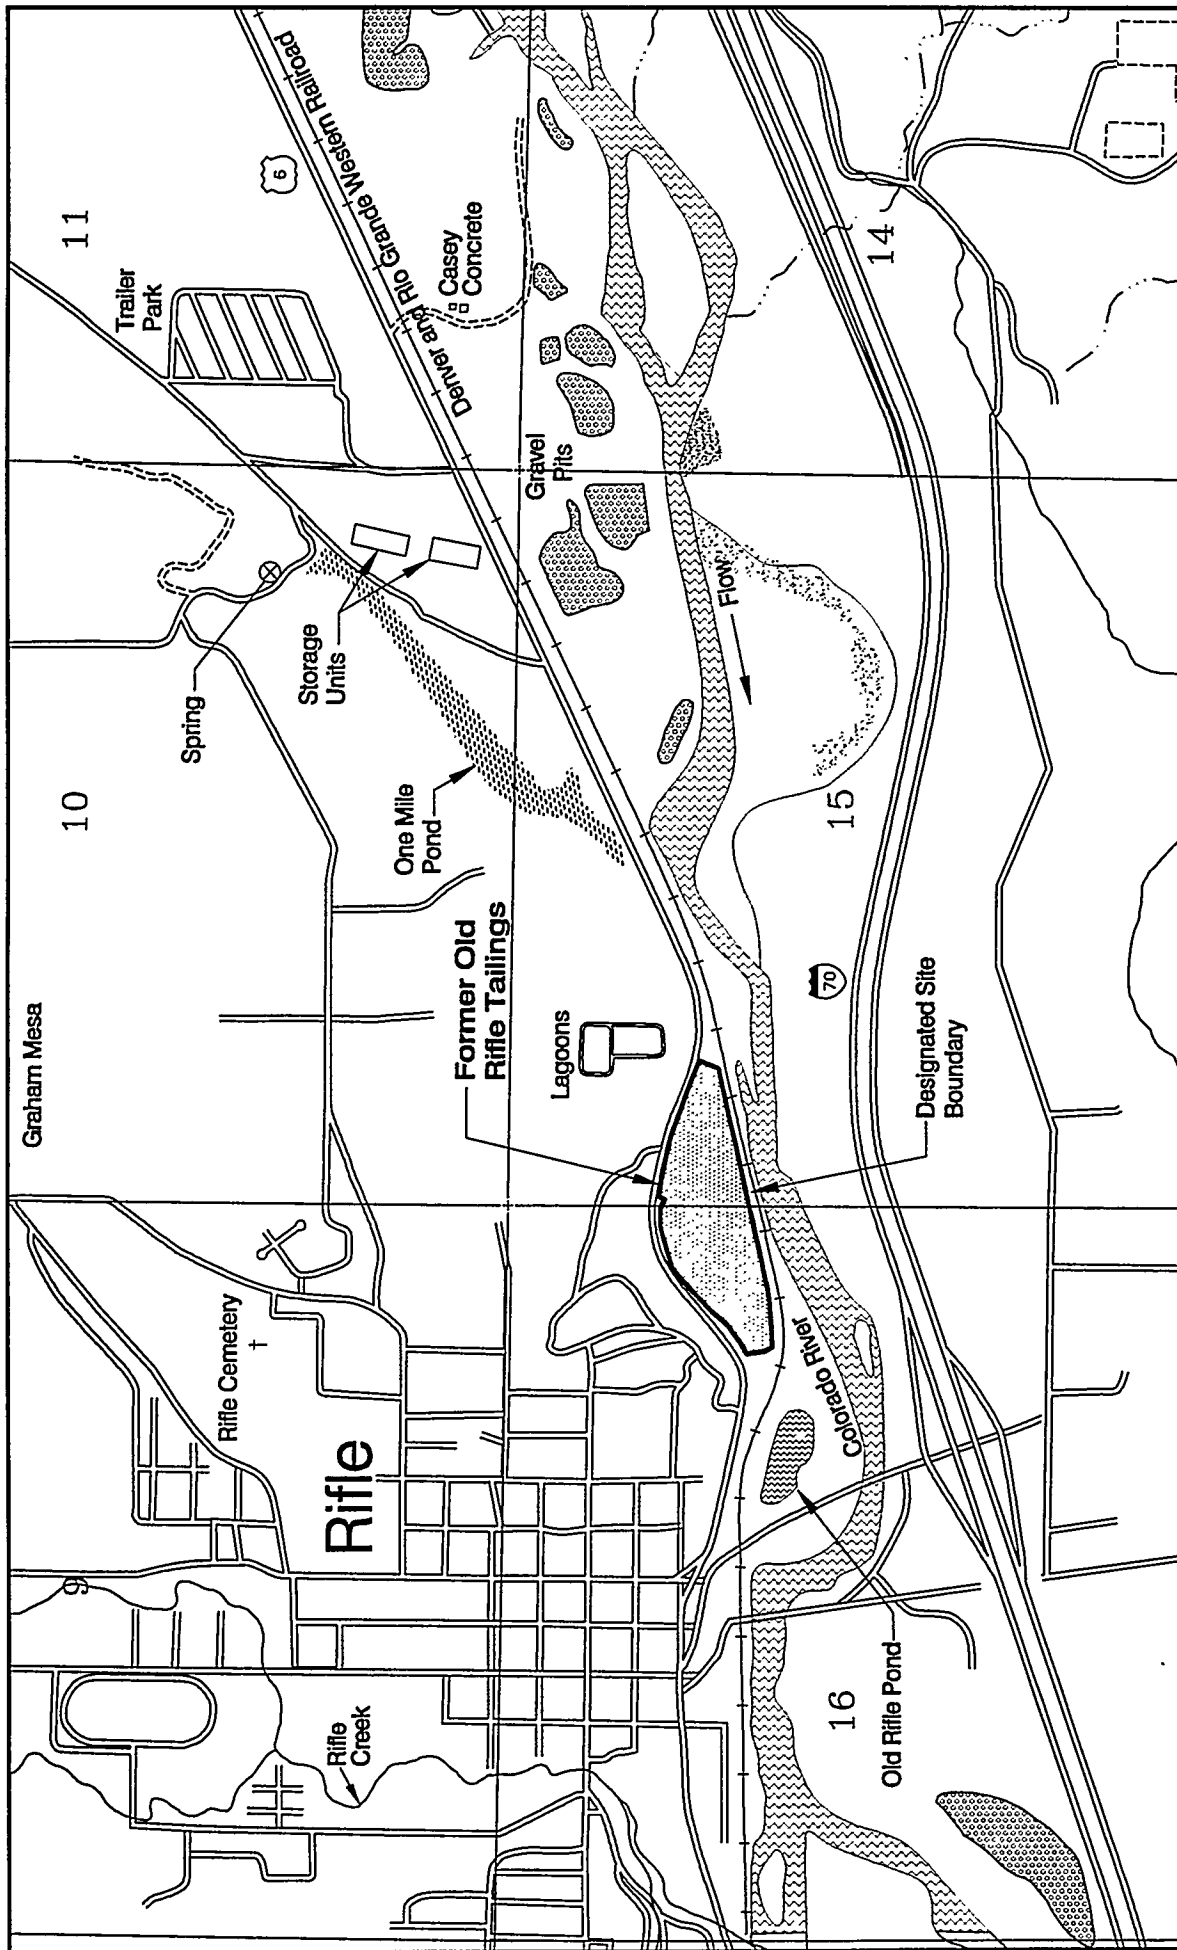 Graham Mesa
10
11
Trailer
Park
6
Denver and Rio Grande Western Railroad
Spring
Storage
Units
Casey
Concrete
One Mile
Pond
Gravel
Pits
9
Rifle Cemetery
Rifle
Rifle
Creek
Former Old
Rifle Tailings
Lagoons
Flow
14
15
70
Designated Site
Boundary
Colorado River
16
Old Rifle Pond